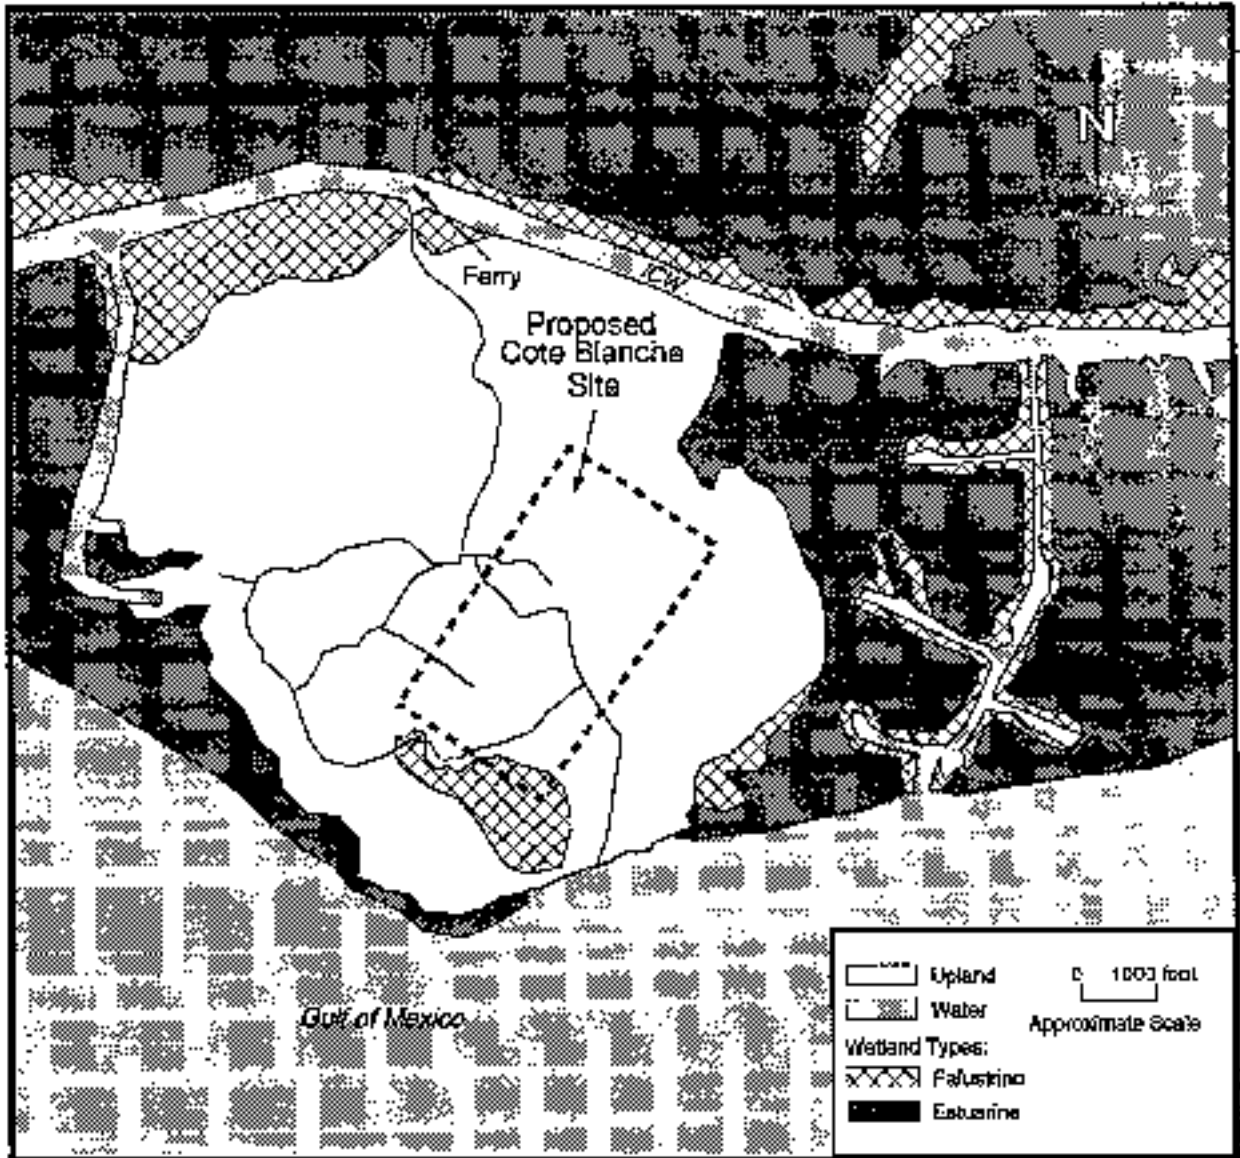 N
Ferry
ICW
Proposed
Cote Blanche
Site
Gulf of Mexico
Upland
Water
Wetland Types:
Palustrine
Estuarine
0 1000 feet
Approximate Scale